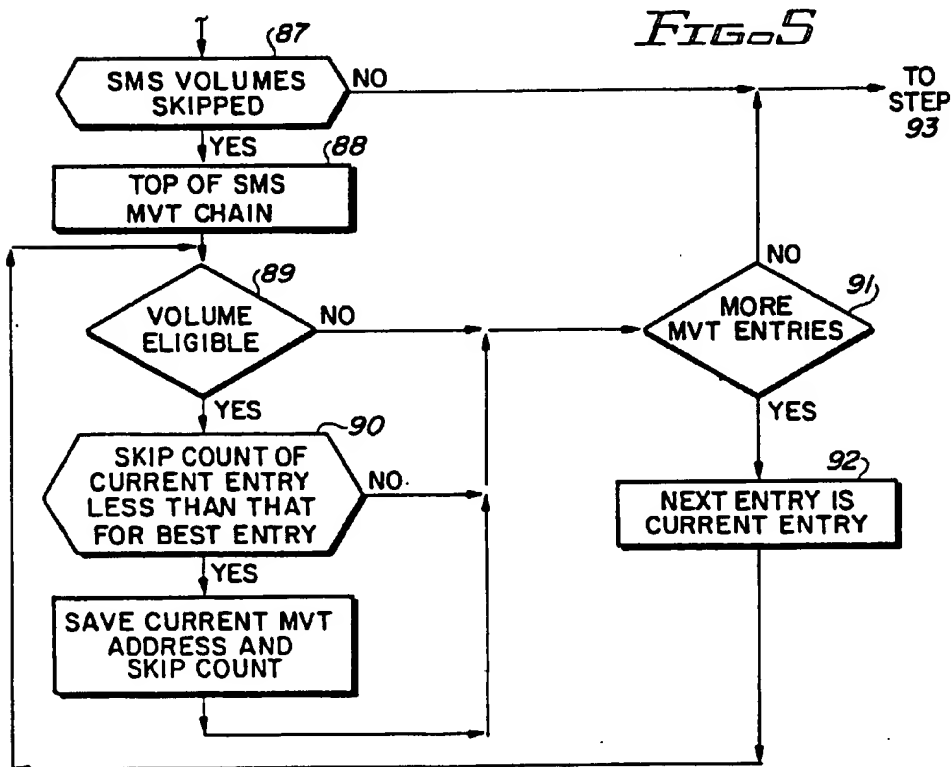 FIG. 5
87
SMS VOLUMES
SKIPPED
NO
TO
STEP
93
YES
88
TOP OF SMS
MVT CHAIN
89
VOLUME
ELIGIBLE
NO
YES
NO
91
MORE
MVT ENTRIES
YES
90
SKIP COUNT OF
CURRENT ENTRY
LESS THAN THAT
FOR BEST ENTRY
NO
YES
92
NEXT ENTRY IS
CURRENT ENTRY
SAVE CURRENT MVT
ADDRESS AND
SKIP COUNT